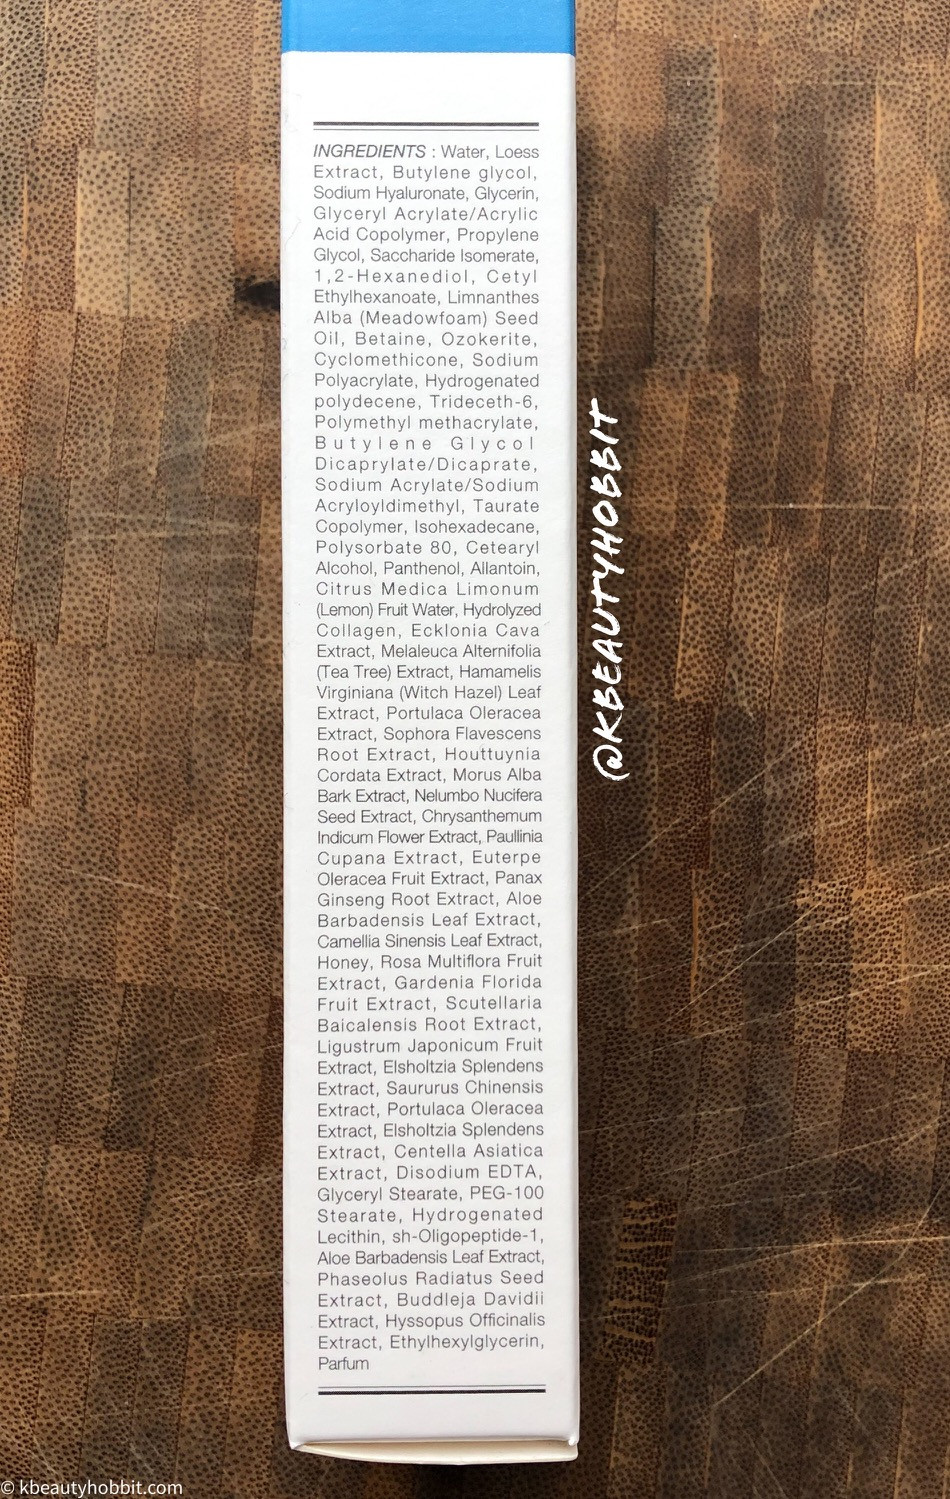 INGREDIENTS : Water, Loess
Extract, Butylene glycol,
Sodium Hyaluronate, Glycerin,
Glyceryl Acrylate/Acrylic
Acid Copolymer, Propylene
Glycol, Saccharide Isomerate,
1,2-Hexanediol, Cetyl
Ethylhexanoate, Limnanthes
Alba (Meadowfoam) Seed
Oil, Betaine, Ozokerite,
Cyclomethicone, Sodium
Polyacrylate, Hydrogenated
polydecene, Trideceth-6,
Polymethyl methacrylate,
Butylene Glycol
Dicaprylate/Dicaprate,
Sodium Acrylate/Sodium
Acryloyldimethyl, Taurate
Copolymer, Isohexadecane,
Polysorbate 80, Cetearyl
Alcohol, Panthenol, Allantoin,
Citrus Medica Limonum
(Lemon) Fruit Water, Hydrolyzed
Collagen, Ecklonia Cava
Extract, Melaleuca Alternifolia
(Tea Tree) Extract, Hamamelis
Virginiana (Witch Hazel) Leaf
Extract, Portulaca Oleracea
Extract, Sophora Flavescens
Root Extract, Houttuynia
Cordata Extract, Morus Alba
Bark Extract, Nelumbo Nucifera
Seed Extract, Chrysanthemum
Indicum Flower Extract, Paullinia
Cupana Extract, Euterpe
Oleracea Fruit Extract, Panax
Ginseng Root Extract, Aloe
Barbadensis Leaf Extract,
Camellia Sinensis Leaf Extract,
Honey, Rosa Multiflora Fruit
Extract, Gardenia Florida
Fruit Extract, Scutellaria
Baicalensis Root Extract,
Ligustrum Japonicum Fruit
Extract, Elsholtzia Splendens
Extract, Saururus Chinensis
Extract, Portulaca Oleracea
Extract, Elsholtzia Splendens
Extract, Centella Asiatica
Extract, Disodium EDTA,
Glyceryl Stearate, PEG-100
Stearate, Hydrogenated
Lecithin, sh-Oligopeptide-1,
Aloe Barbadensis Leaf Extract,
Phaseolus Radiatus Seed
Extract, Buddleja Davidii
Extract, Hyssopus Officinalis
Extract, Ethylhexylglycerin,
Parfum
@KBEAUTYHOBBIT
© kbeautyhobbit.com